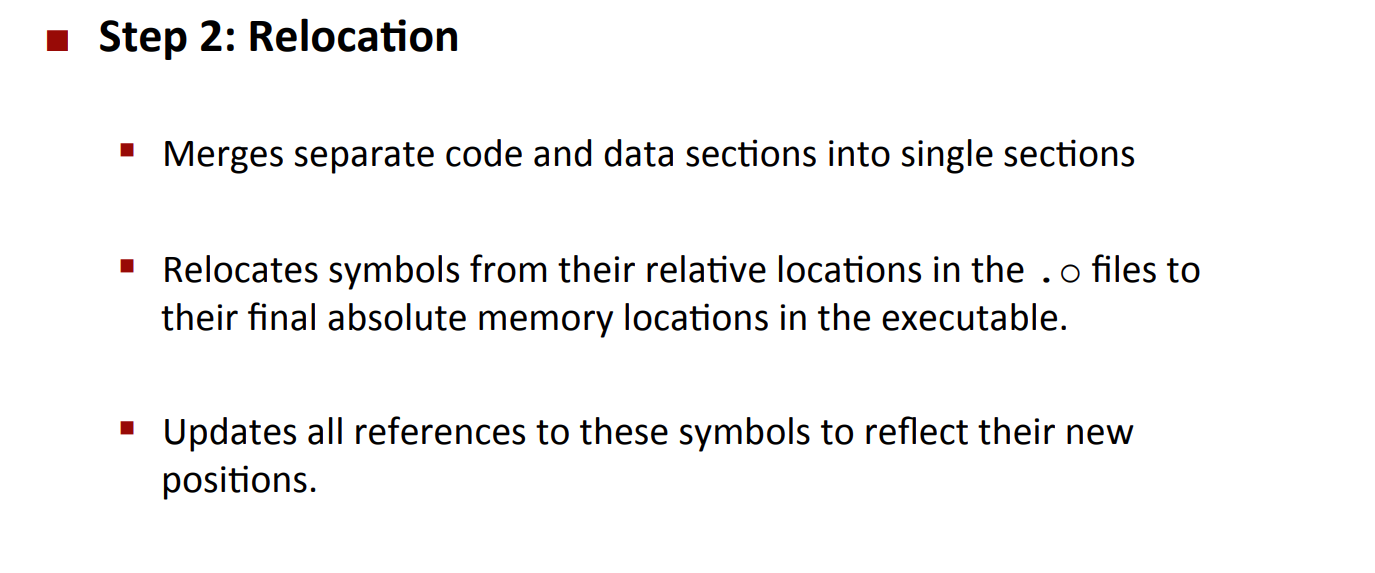 Step 2: Relocation
Merges separate code and data sections into single sections
Relocates symbols from their relative locations in the .o files to
their final absolute memory locations in the executable.
Updates all references to these symbols to reflect their new
positions.